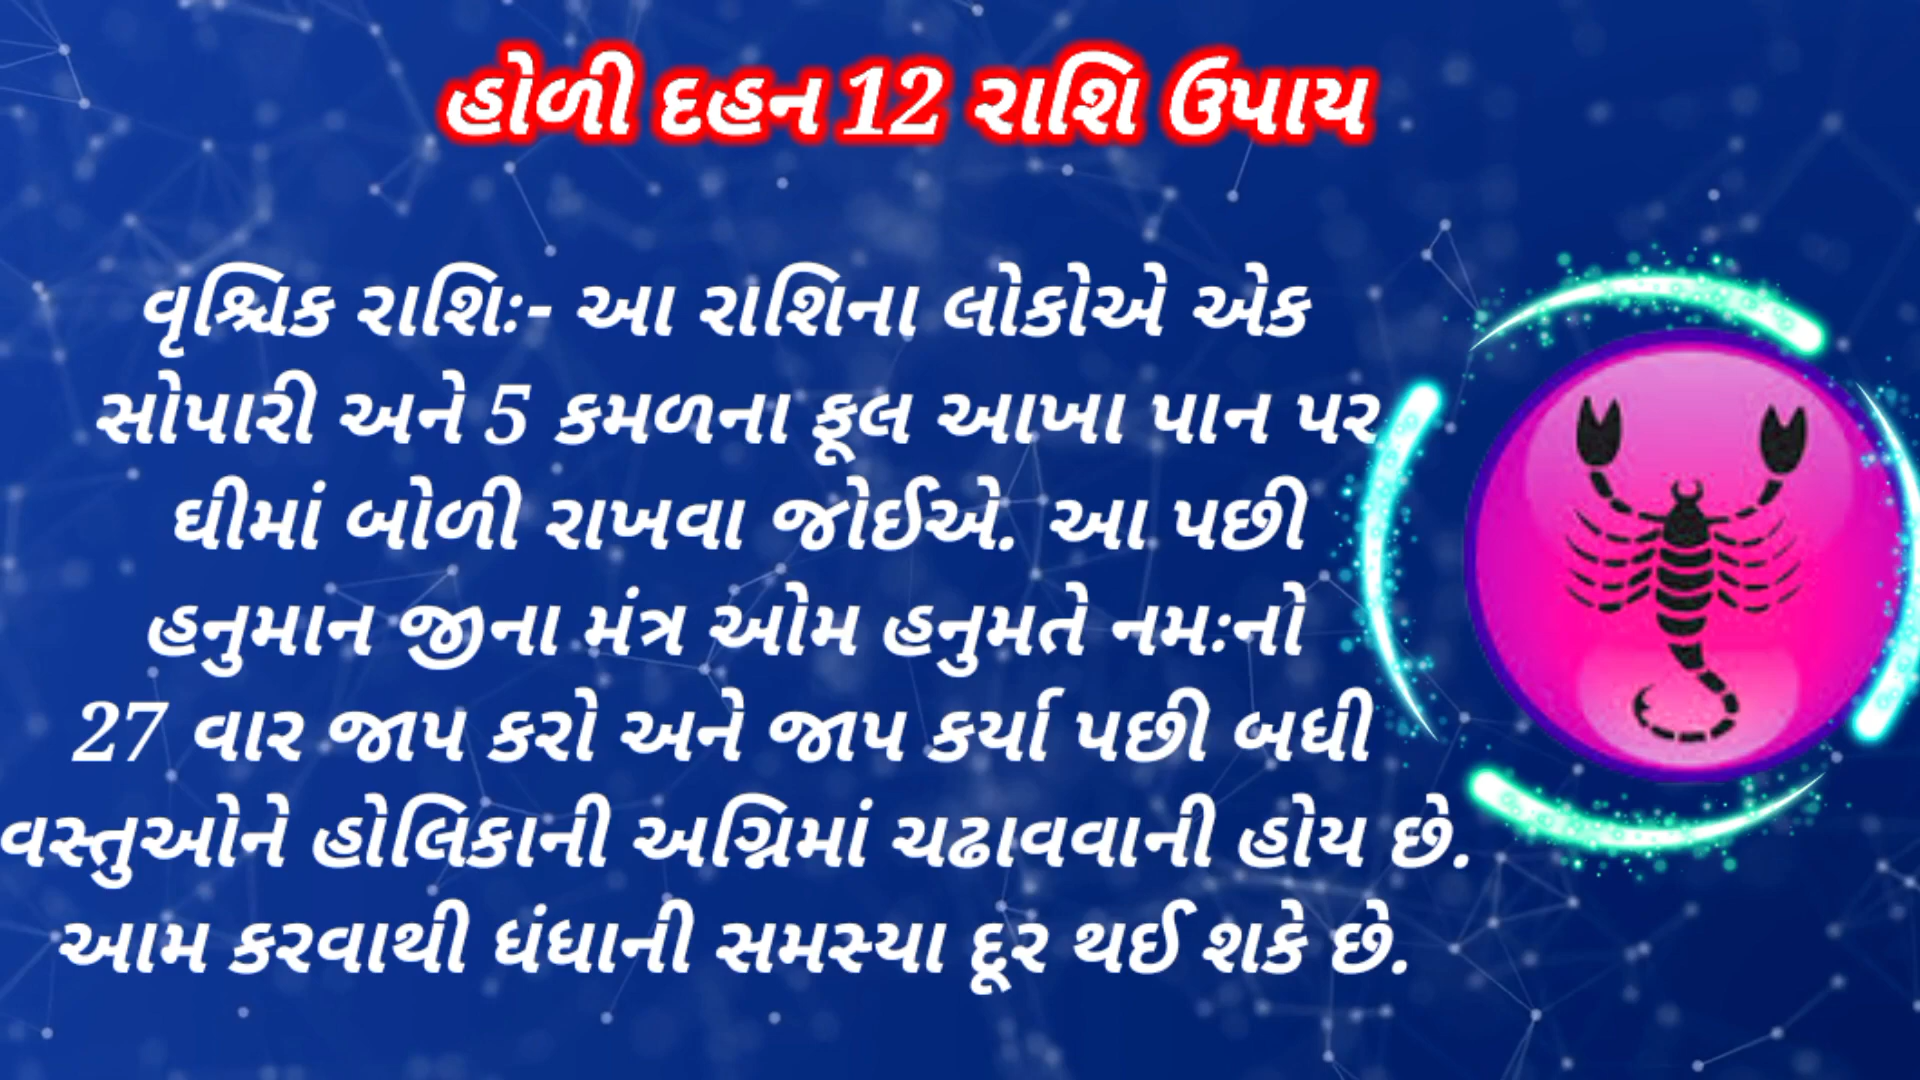 હોળી દહન 12 રાશિ ઉપાય
વૃશ્ચિક રાશિઃ- આ રાશિના લોકોએ એક
સોપારી અને 5 કમળના ફૂલ આખા પાન પર
ઘીમાં બોળી રાખવા જોઈએ. આ પછી
હનુમાન જીના મંત્ર ઓમ હનુમતે નમઃનો
27 વાર જાપ કરો અને જાપ કર્યા પછી બધી
વસ્તુઓને હોલિકાની અગ્નિમાં ચઢાવવાની હોય છે.
આમ કરવાથી ધંધાની સમસ્યા દૂર થઈ શકે છે.